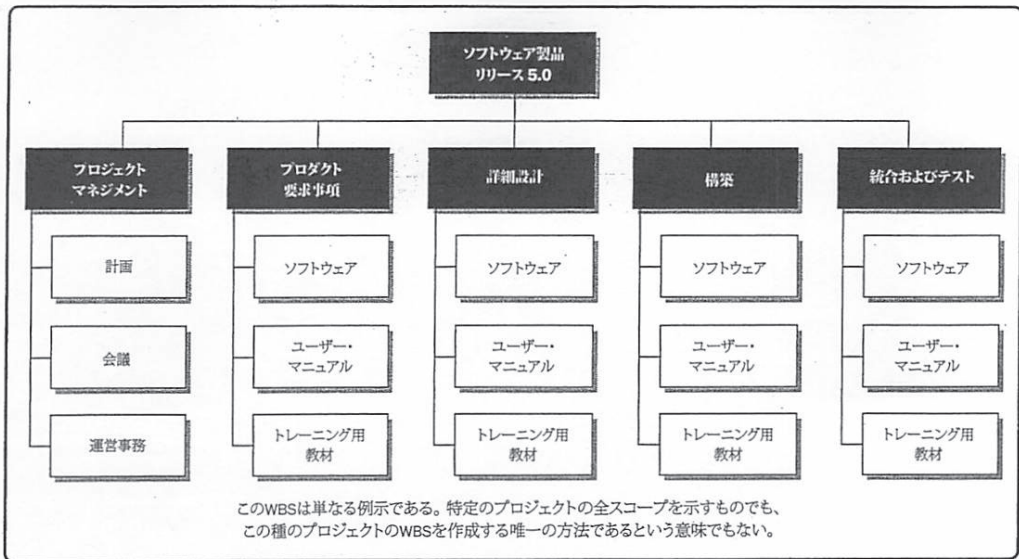 ソフトウェア製品
リリース 5.0
プロジェクト
マネジメント
プロダクト
要求事項
詳細設計
構築
統合およびテスト
計画
ソフトウェア
ソフトウェア
ソフトウェア
ソフトウェア
会議
ユーザー・
マニュアル
ユーザー・
マニュアル
ユーザー・
マニュアル
ユーザー・
マニュアル
運営事務
トレーニング用
教材
トレーニング用
教材
トレーニング用
教材
トレーニング用
教材
このWBSは単なる例示である。特定のプロジェクトの全スコープを示すものでも、
この種のプロジェクトのWBSを作成する唯一の方法であるという意味でもない。